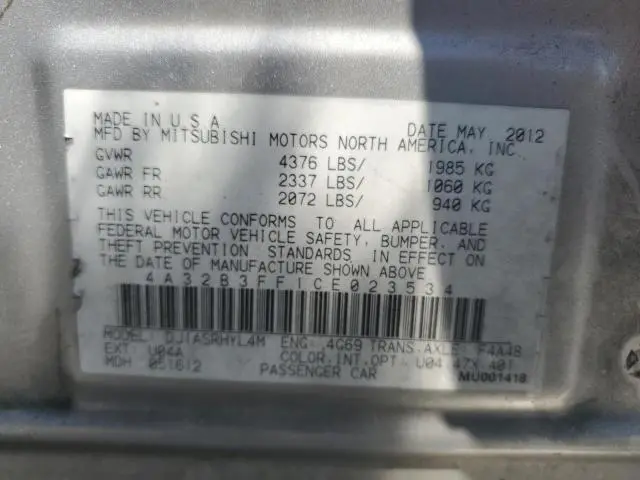 MADE IN U.S.A. DATE MAY, 2012
MFD BY MITSUBISHI MOTORS NORTH AMERICA, INC.
GVWR 4376 LBS/ 1985 KG
GAWR FR 2337 LBS/ 1060 KG
GAWR RR 2072 LBS/ 940 KG
THIS VEHICLE CONFORMS TO ALL APPLICABLE
FEDERAL MOTOR VEHICLE SAFETY, BUMPER, AND
THEFT PREVENTION STANDARDS IN EFFECT ON
THE DATE OF MANUFACTURE SHOWN ABOVE
4A32B3FF1CE023534
MODEL: DJ1ASRHYL4M ENG: 4G69 TRANS.AXLE: F4A4B
EXT: U04A COLOR.INT.OPT: U04 47Y 401
MDH 051612 PASSENGER CAR MU001418